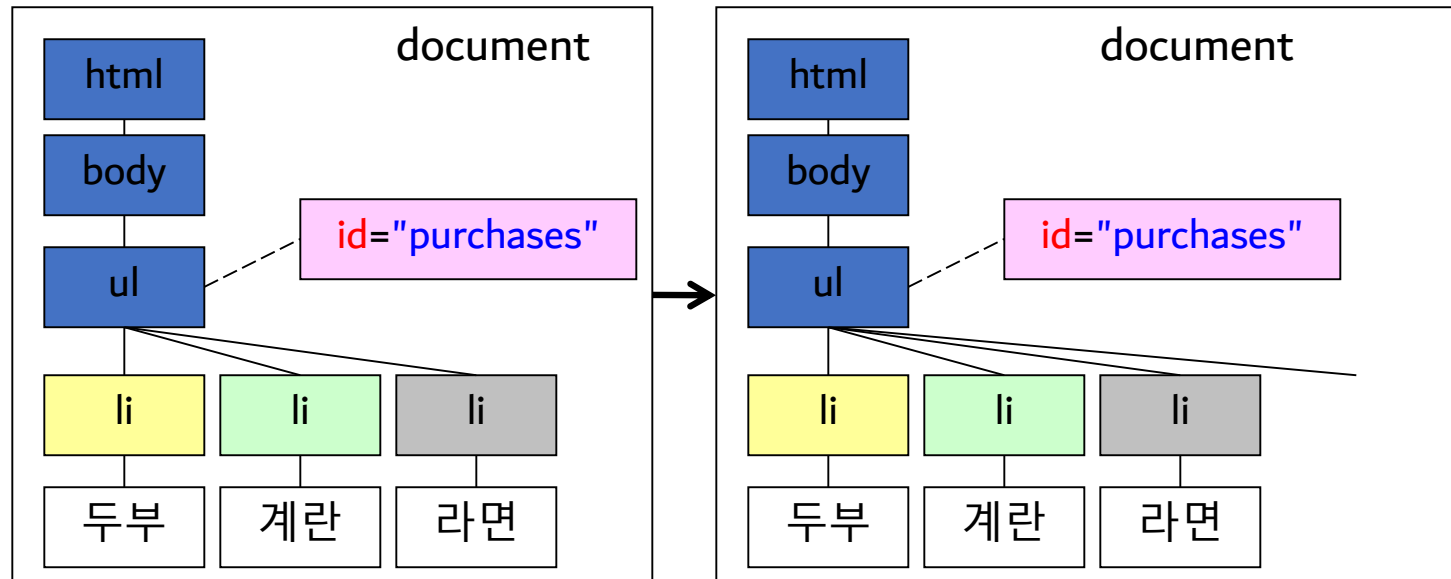 document
html
body
id="purchases"
ul
li li li
두부 계란 라면
document
html
body
id="purchases"
ul
li li li
두부 계란 라면